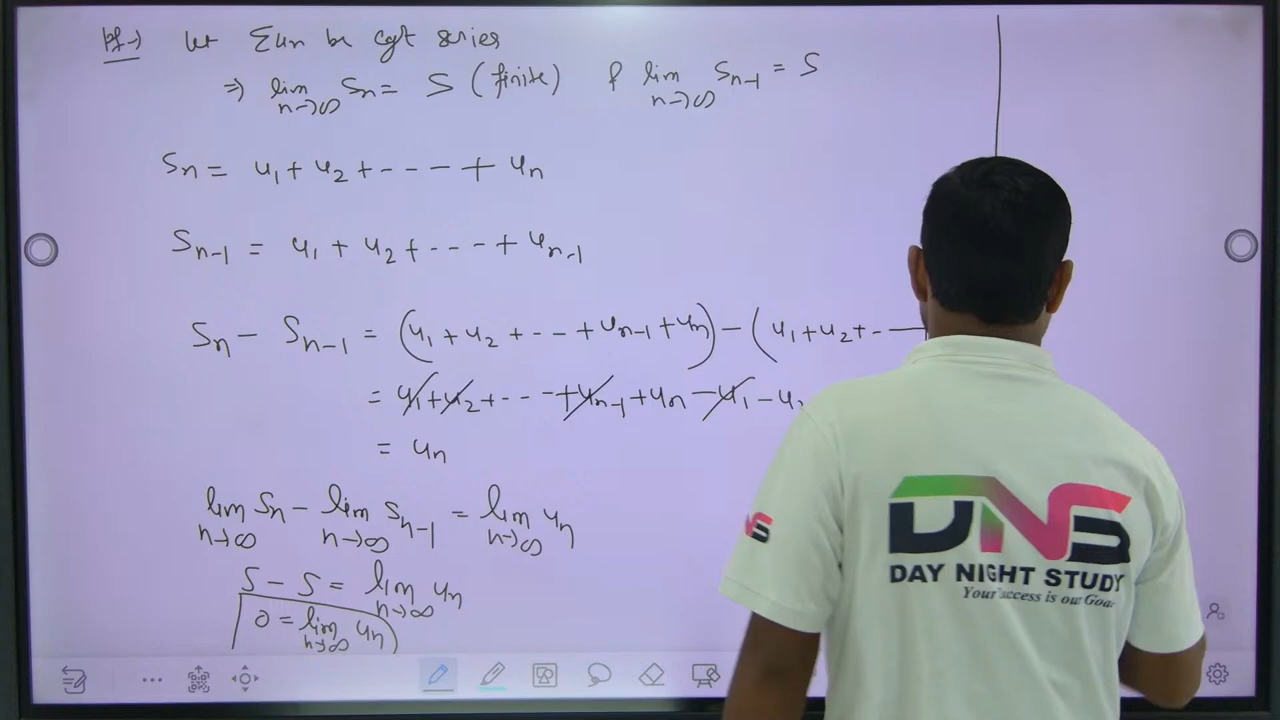 Pf→) Let Σun be cgt series
⇒ lim n→∞ Sn = S (finite) & lim n→∞ Sn-1 = S
Sn = u1 + u2 + - - - - + un
Sn-1 = u1 + u2 + - - - + un-1
Sn - Sn-1 = (u1 + u2 + - - + un-1 + un) - (u1 + u2 + - -
= u1 + u2 + - - - + un-1 + un - u1 - u2
= un
lim n→∞ Sn - lim n→∞ Sn-1 = lim n→∞ un
S - S = lim n→∞ un
0 = lim n→∞ un
DNS
DAY NIGHT STUDY
Your success is our Goal
NS